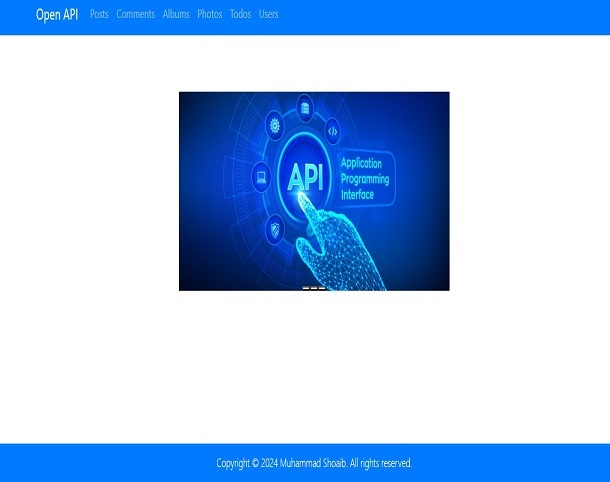 Open API Posts Comments Albums Photos Todos Users
API
Application
Programming
Interface
Copyright © 2024 Muhammad Shoaib. All rights reserved.